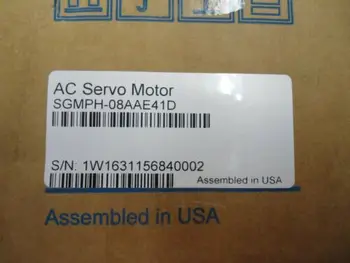 AC Servo Motor
SGMPH-08AAE41D
S/N: 1W1631156840002
Assembled in USA
Assembled in USA